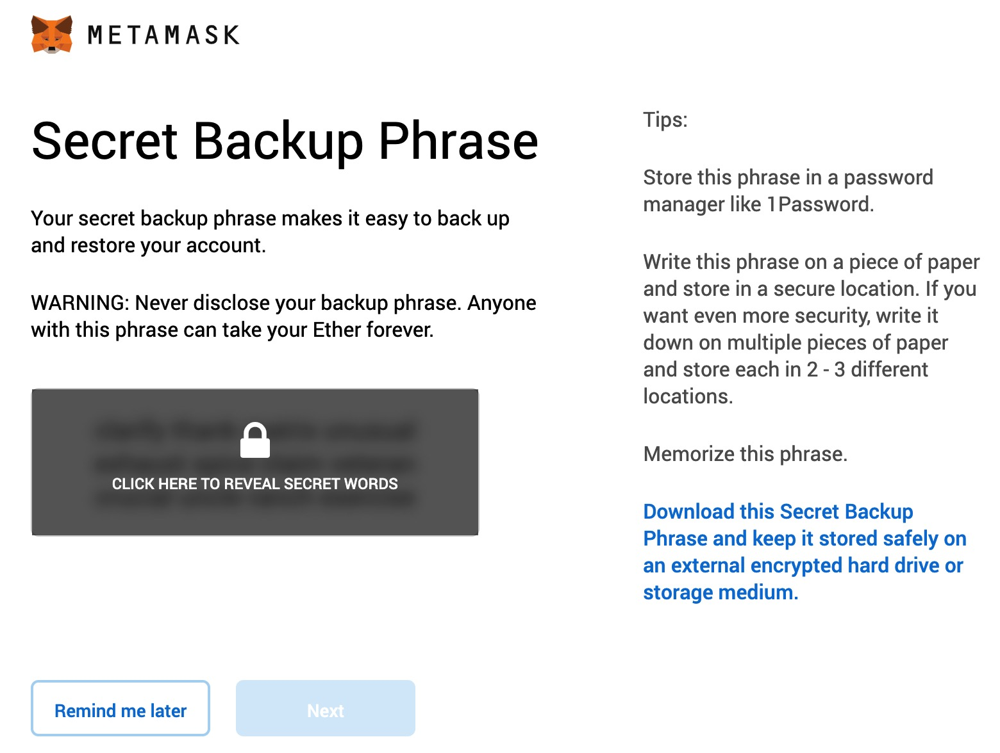 METAMASK
Secret Backup Phrase
Your secret backup phrase makes it easy to back up
and restore your account.
WARNING: Never disclose your backup phrase. Anyone
with this phrase can take your Ether forever.
CLICK HERE TO REVEAL SECRET WORDS
Remind me later
Next
Tips:
Store this phrase in a password
manager like 1Password.
Write this phrase on a piece of paper
and store in a secure location. If you
want even more security, write it
down on multiple pieces of paper
and store each in 2 - 3 different
locations.
Memorize this phrase.
Download this Secret Backup
Phrase and keep it stored safely on
an external encrypted hard drive or
storage medium.